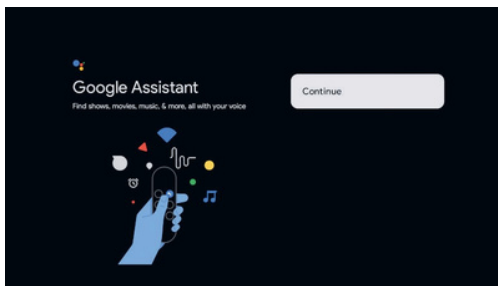 Google Assistant
Find shows, movies, music, & more, all with your voice
Continue